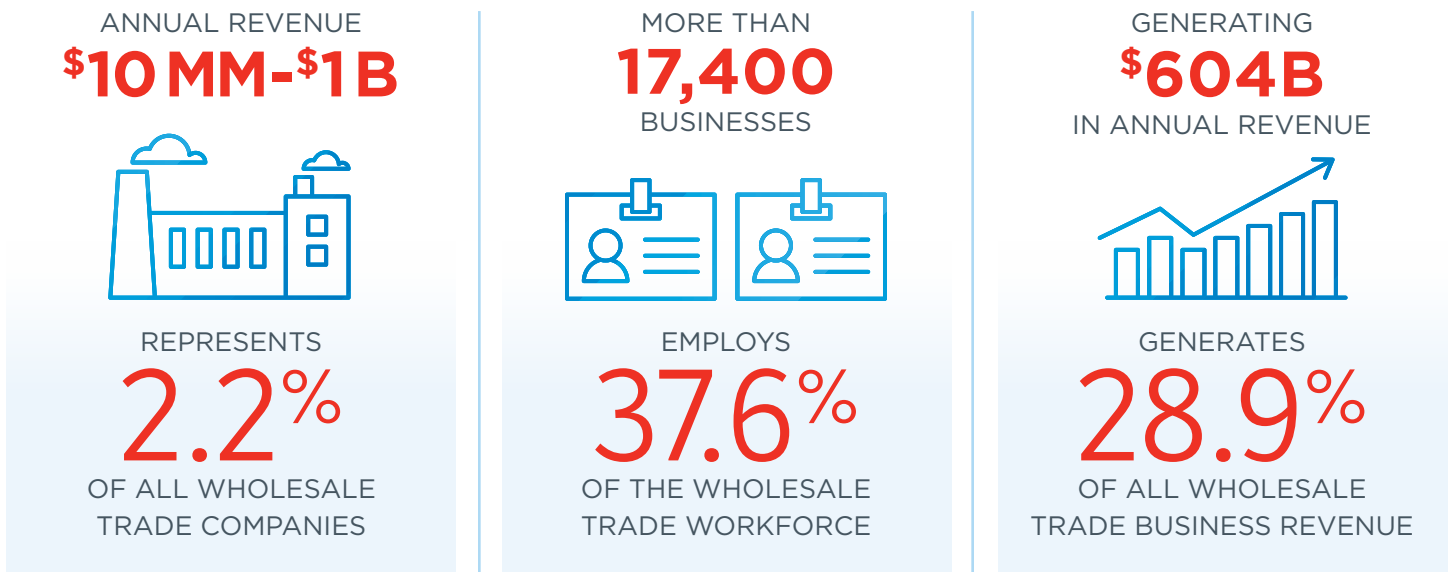 ANNUAL REVENUE
$10 MM-$1 B
REPRESENTS
2.2%
OF ALL WHOLESALE
TRADE COMPANIES
MORE THAN
17,400
BUSINESSES
EMPLOYS
37.6%
OF THE WHOLESALE
TRADE WORKFORCE
GENERATING
$604B
IN ANNUAL REVENUE
GENERATES
28.9%
OF ALL WHOLESALE
TRADE BUSINESS REVENUE